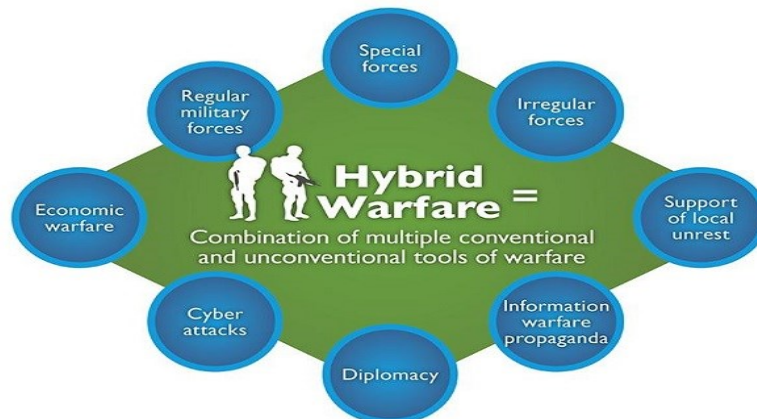 Special
forces
Regular
military
forces
Irregular
forces
Hybrid
Warfare =
Economic
warfare
Support
of local
unrest
Combination of multiple conventional
and unconventional tools of warfare
Cyber
attacks
Information
warfare
propaganda
Diplomacy